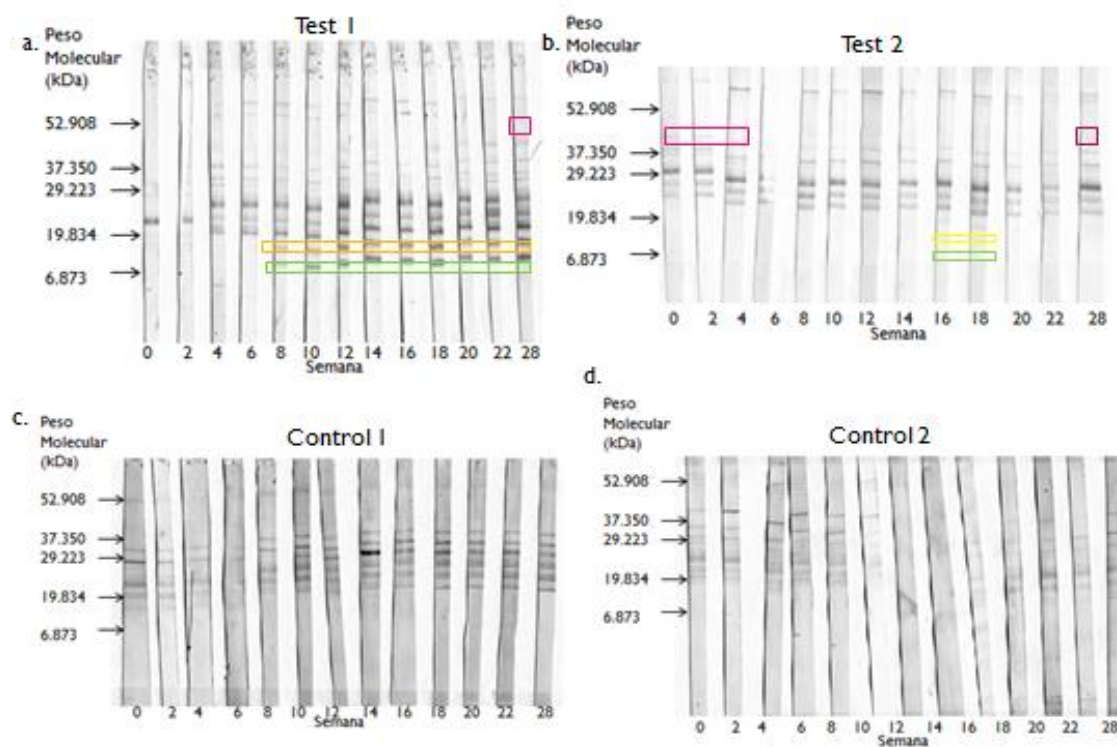 a.
Peso
Molecular
(kDa)
Test 1
52.908
37.350
29.223
19.834
6.873
0 2 4 6 8 10 12 14 16 18 20 22 28
Semana
b.
Peso
Molecular
(kDa)
Test 2
52.908
37.350
29.223
19.834
6.873
0 2 4 6 8 10 12 14 16 18 20 22 28
Semana
c.
Peso
Molecular
(kDa)
Control 1
52.908
37.350
29.223
19.834
6.873
0 2 4 6 8 10 12 14 16 18 20 22 28
Semana
d.
Peso
Molecular
(kDa)
Control 2
52.908
37.350
29.223
19.834
6.873
0 2 4 6 8 10 12 14 16 18 20 22 28
Semana